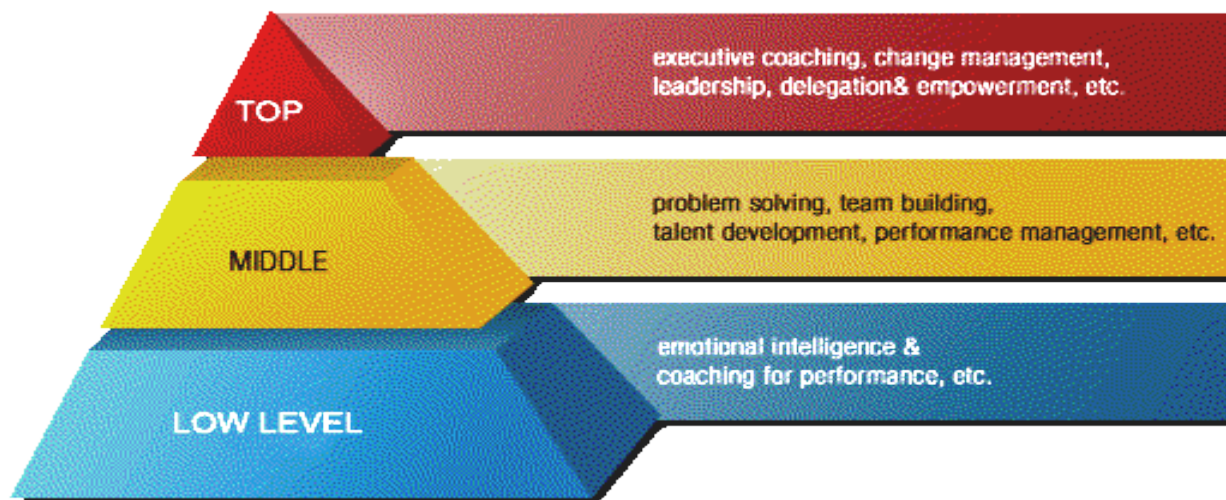 TOP
executive coaching, change management,
leadership, delegation& empowerment, etc.
MIDDLE
problem solving, team building,
talent development, performance management, etc.
LOW LEVEL
emotional intelligence &
coaching for performance, etc.